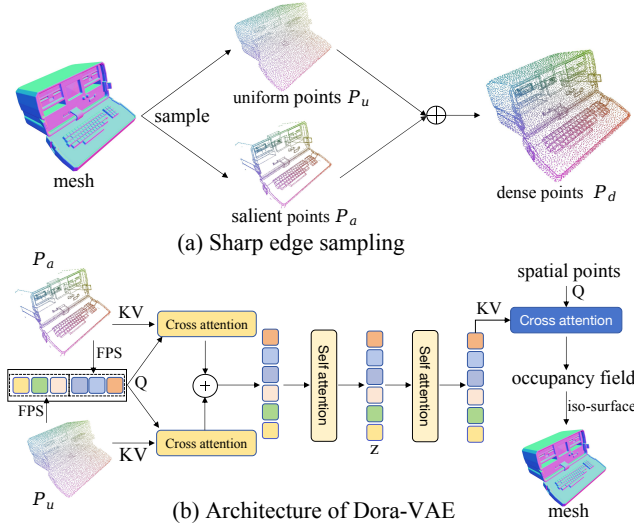 uniform points P_u
sample
mesh
salient points P_a
dense points P_d
(a) Sharp edge sampling
P_a
KV
Cross attention
FPS
Q
FPS
KV
Cross attention
P_u
Self attention
z
Self attention
KV
spatial points
Q
Cross attention
occupancy field
iso-surface
mesh
(b) Architecture of Dora-VAE